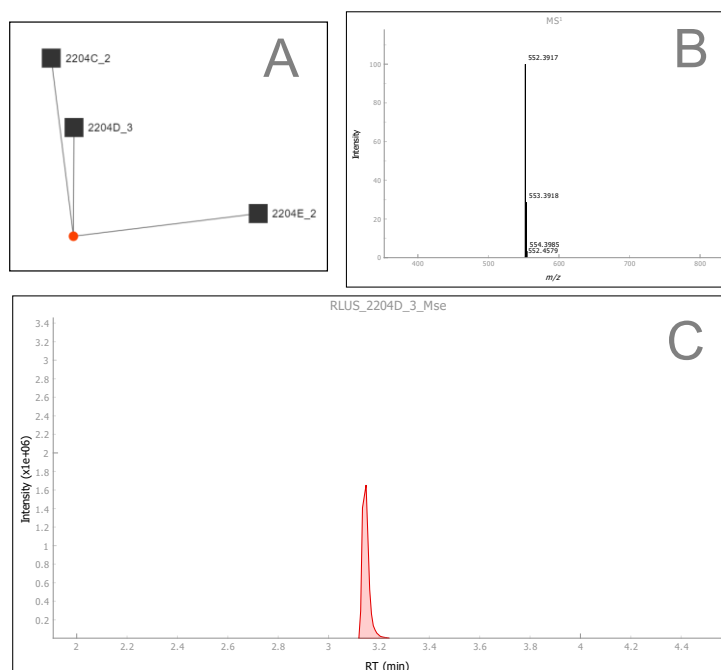 2204C_2
A
2204D_3
2204E_2
MS¹
B
552.3917
553.3918
554.3985
552.4579
100
80
60
40
20
0
Intensity
400 500 600 700 800
m/z
RLUS_2204D_3_Mse
C
3.4
3.2
3
2.8
2.6
2.4
2.2
2
1.8
1.6
1.4
1.2
1
0.8
0.6
0.4
0.2
Intensity (x1e+06)
2 2.2 2.4 2.6 2.8 3 3.2 3.4 3.6 3.8 4 4.2 4.4
RT (min)